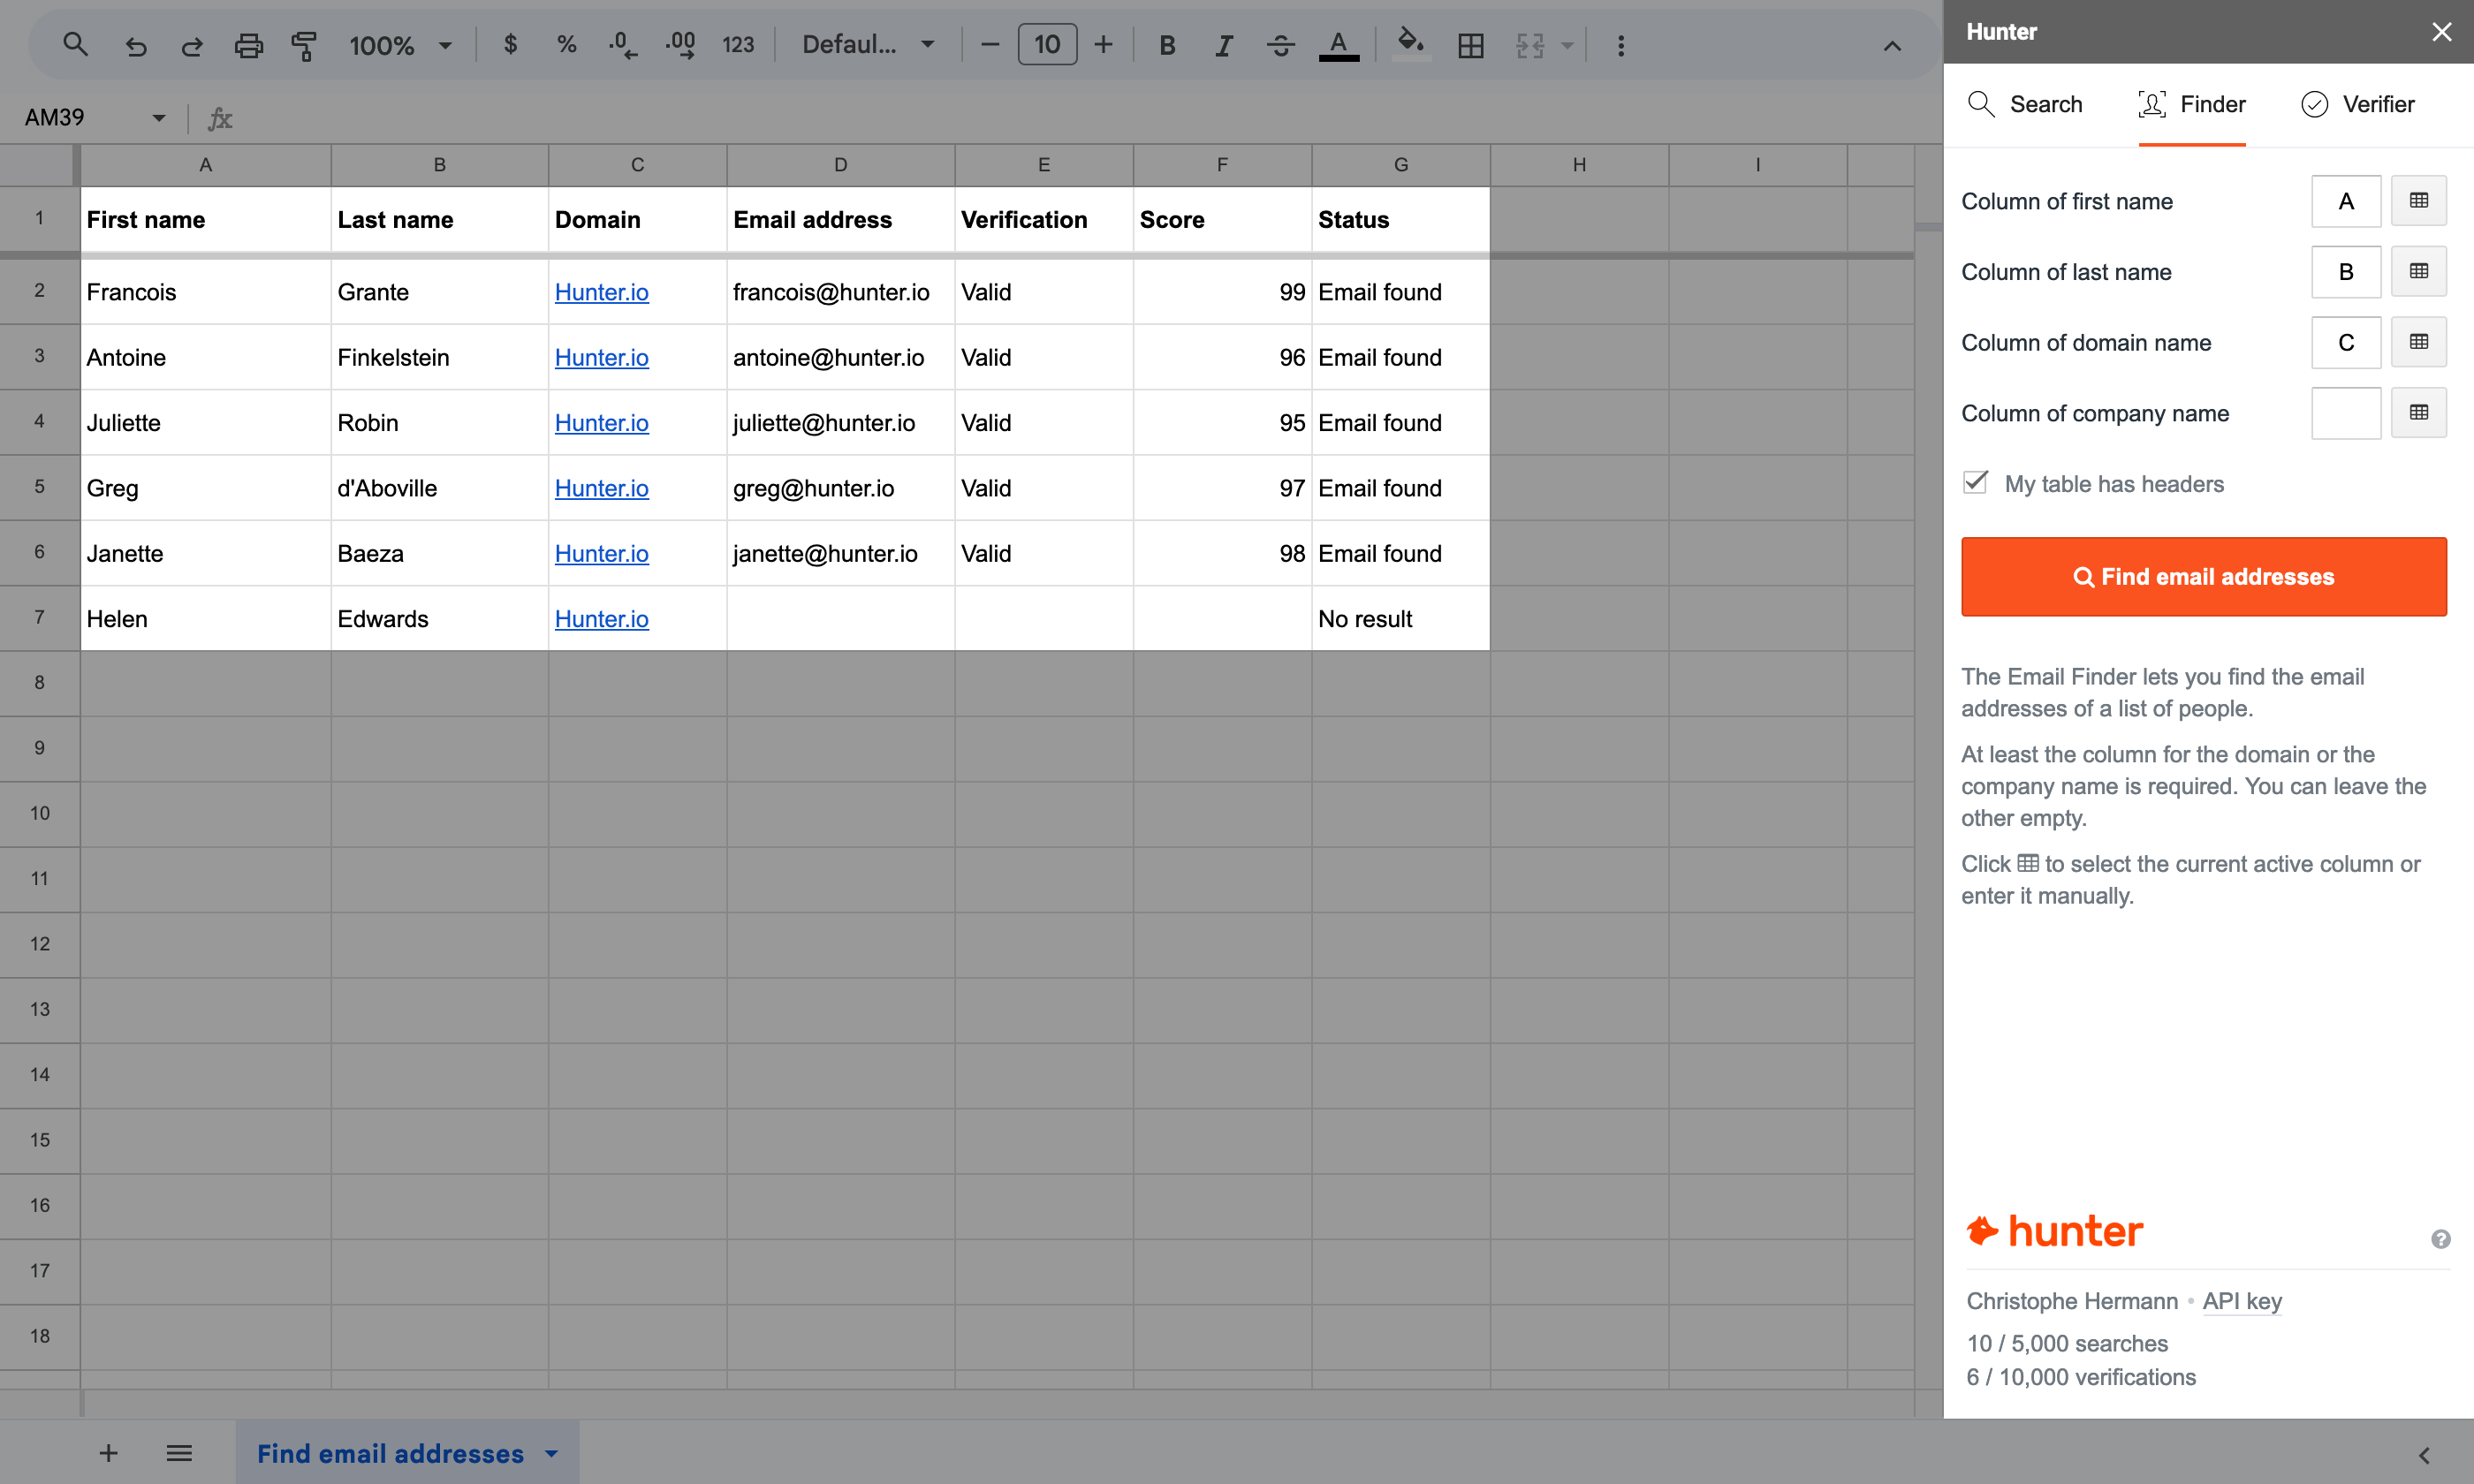 100%
$ % .0 .00 123 Defaul... 10 B I S A
Hunter
AM39 fx
Search Finder Verifier
A B C D E F G H I
1 First name Last name Domain Email address Verification Score Status
2 Francois Grante Hunter.io francois@hunter.io Valid 99 Email found
3 Antoine Finkelstein Hunter.io antoine@hunter.io Valid 96 Email found
4 Juliette Robin Hunter.io juliette@hunter.io Valid 95 Email found
5 Greg d'Aboville Hunter.io greg@hunter.io Valid 97 Email found
6 Janette Baeza Hunter.io janette@hunter.io Valid 98 Email found
7 Helen Edwards Hunter.io No result
8
9
10
11
12
13
14
15
16
17
18
Find email addresses
Column of first name A
Column of last name B
Column of domain name C
Column of company name
My table has headers
Find email addresses
The Email Finder lets you find the email
addresses of a list of people.
At least the column for the domain or the
company name is required. You can leave the
other empty.
Click to select the current active column or
enter it manually.
hunter
?
Christophe Hermann • API key
10 / 5,000 searches
6 / 10,000 verifications